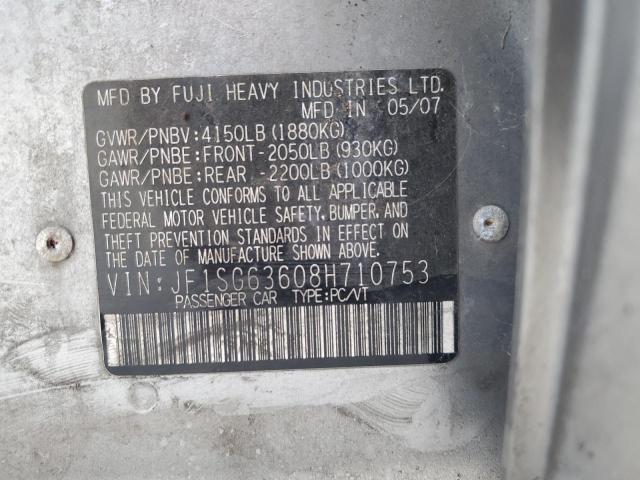 MFD BY FUJI HEAVY INDUSTRIES LTD.
MFD IN 05/07
GVWR/PNBV:4150LB(1880KG)
GAWR/PNBE:FRONT-2050LB(930KG)
GAWR/PNBE:REAR -2200LB(1000KG)
THIS VEHICLE CONFORMS TO ALL APPLICABLE
FEDERAL MOTOR VEHICLE SAFETY, BUMPER, AND
THEFT PREVENTION STANDARDS IN EFFECT ON
DATE OF MANUFACTURE SHOWN ABOVE.
VIN:JF1SG63608H710753
PASSENGER CAR TYPE:PC/VT